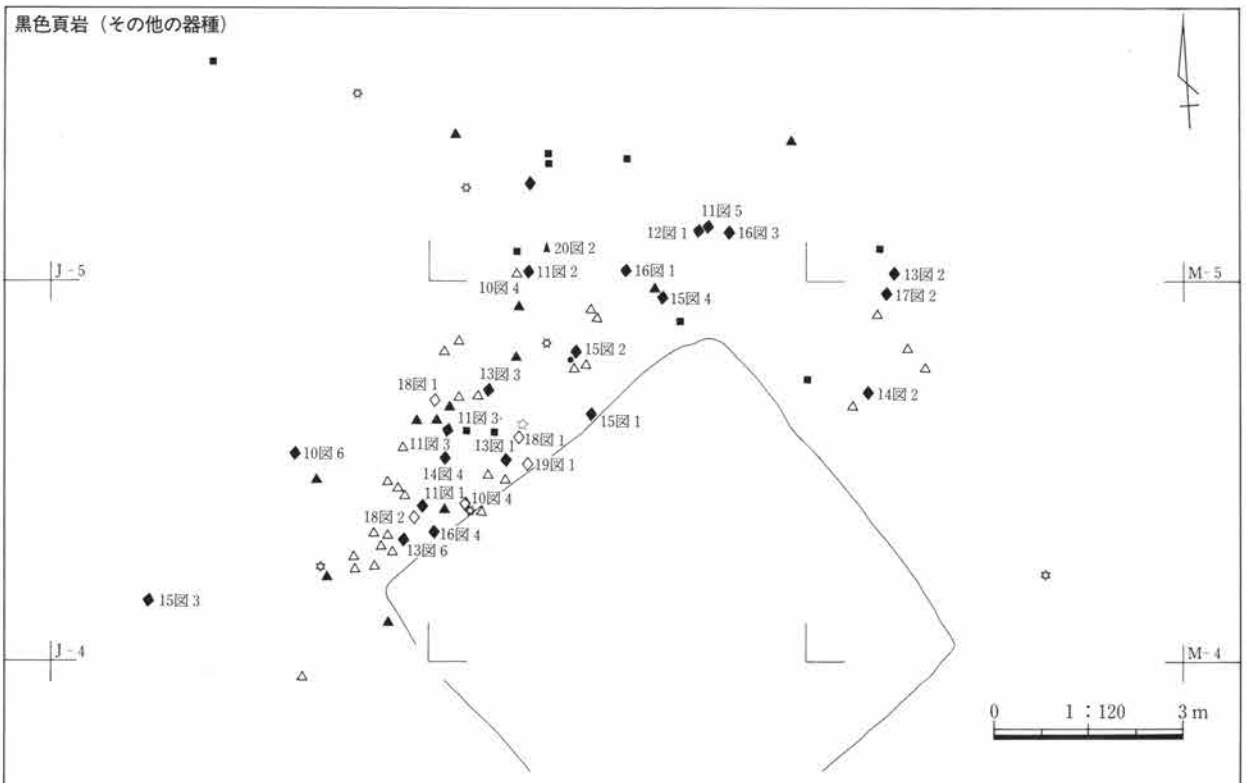 黒色頁岩（その他の器種）
11図 5
12図 1
16図 3
20図 2
J-5
11図 2
16図 1
13図 2
M-5
10図 4
15図 4
17図 2
15図 2
13図 3
18図 1
14図 2
11図 3
15図 1
18図 1
11図 3
13図 1
10図 6
19図 1
14図 4
11図 1
10図 4
18図 2
16図 4
13図 6
15図 3
J-4
M-4
0 1：120 3 m